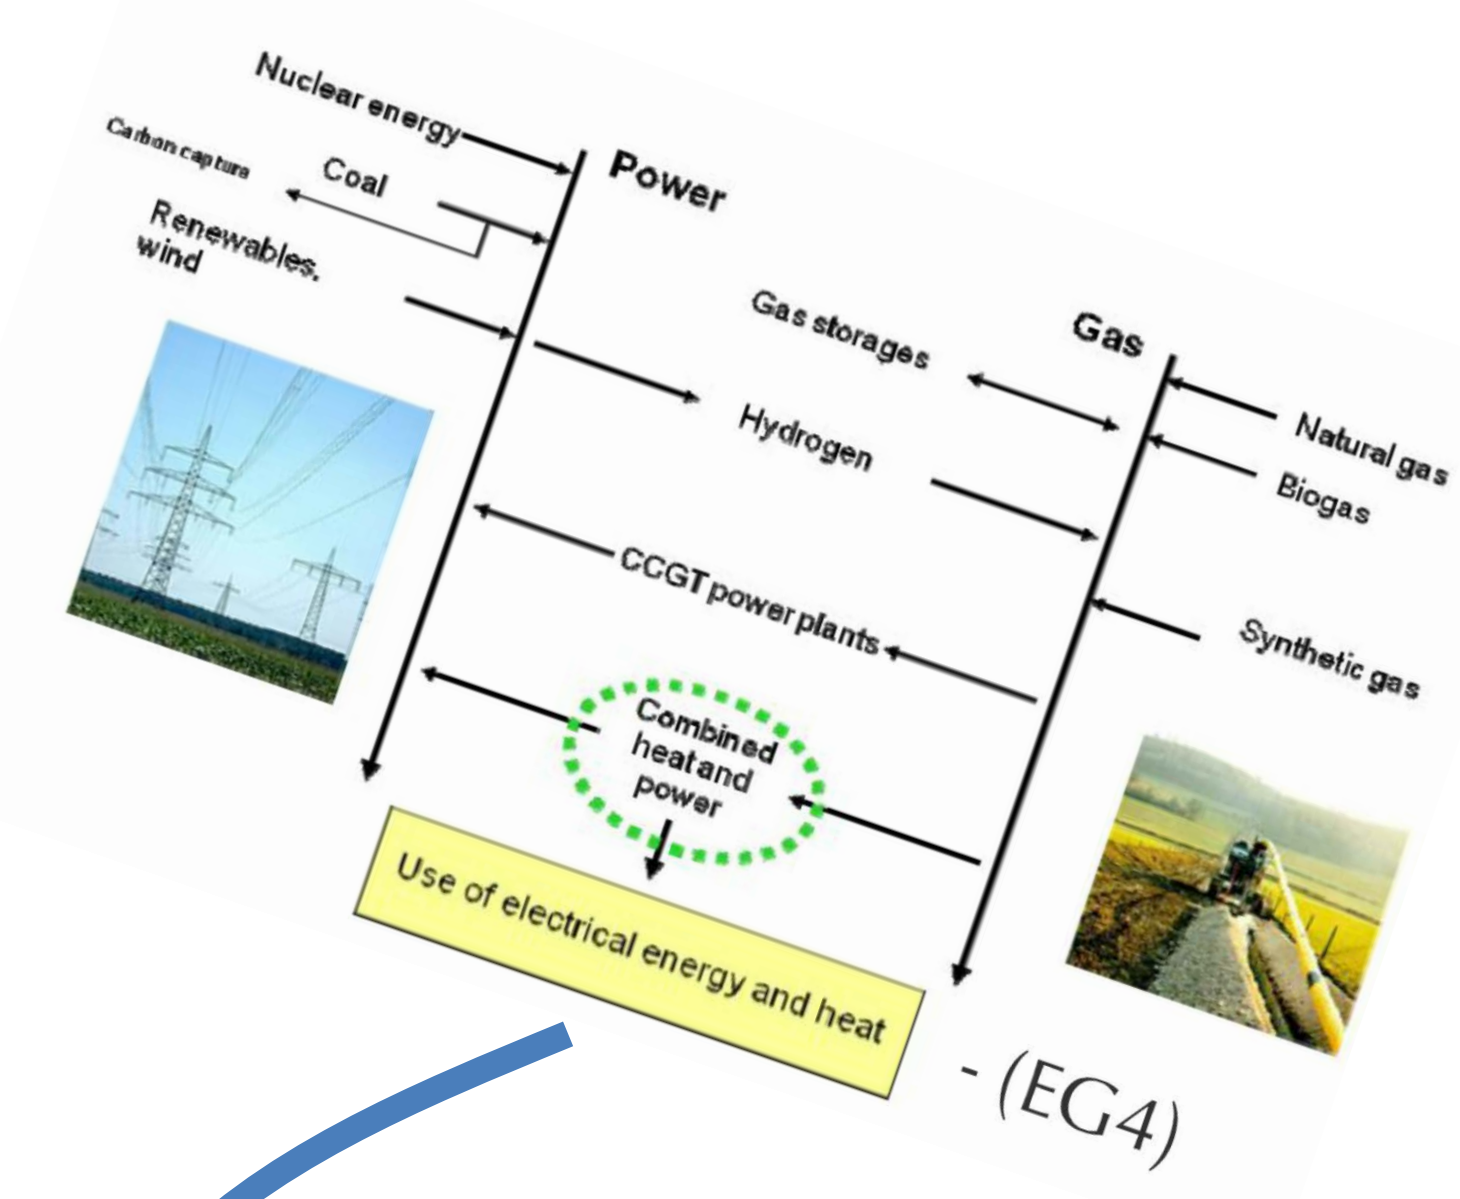 Nuclear energy
Carbon capture
Coal
Renewables,
wind
Power
Gas storages
Gas
Hydrogen
Natural gas
Biogas
CCGT power plants
Synthetic gas
Combined
heat and
power
Use of electrical energy and heat
- (EG4)